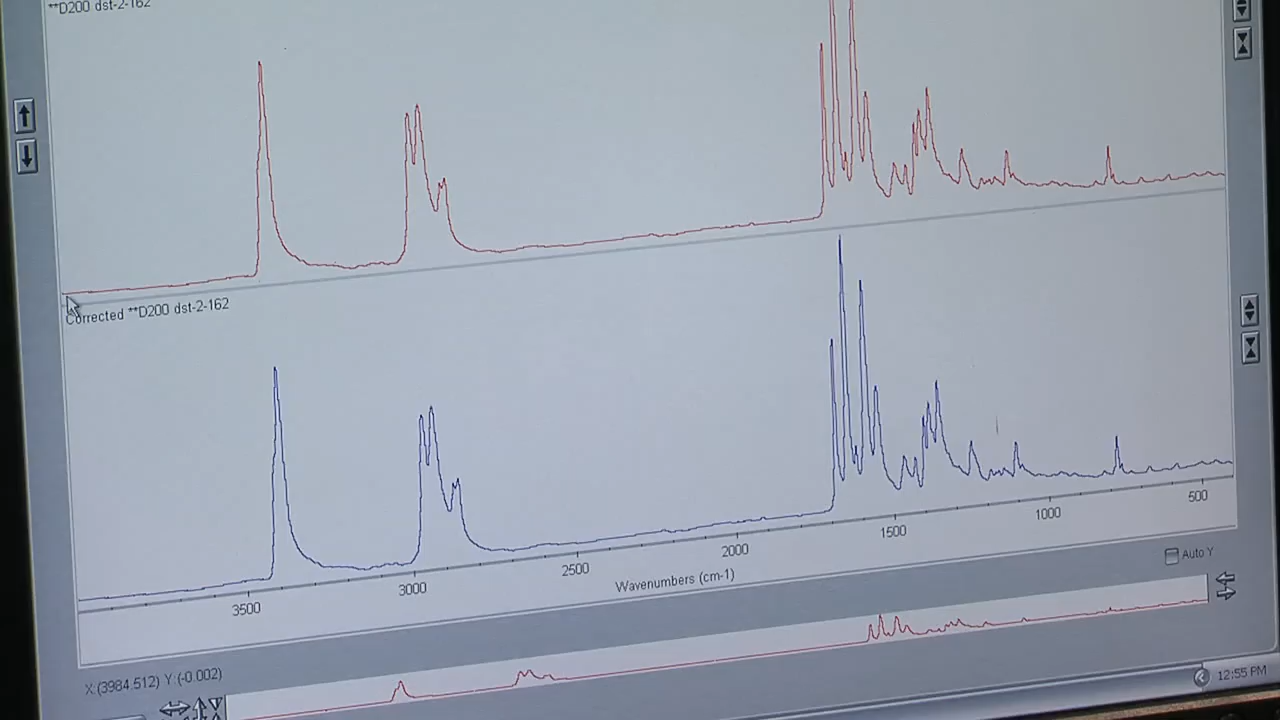 **D200 dst-2-162
Corrected **D200 dst-2-162
3500 3000 2500 2000 1500 1000 500
Wavenumbers (cm-1)
Auto Y
X:(3984.512) Y:(-0.002)
12:55 PM